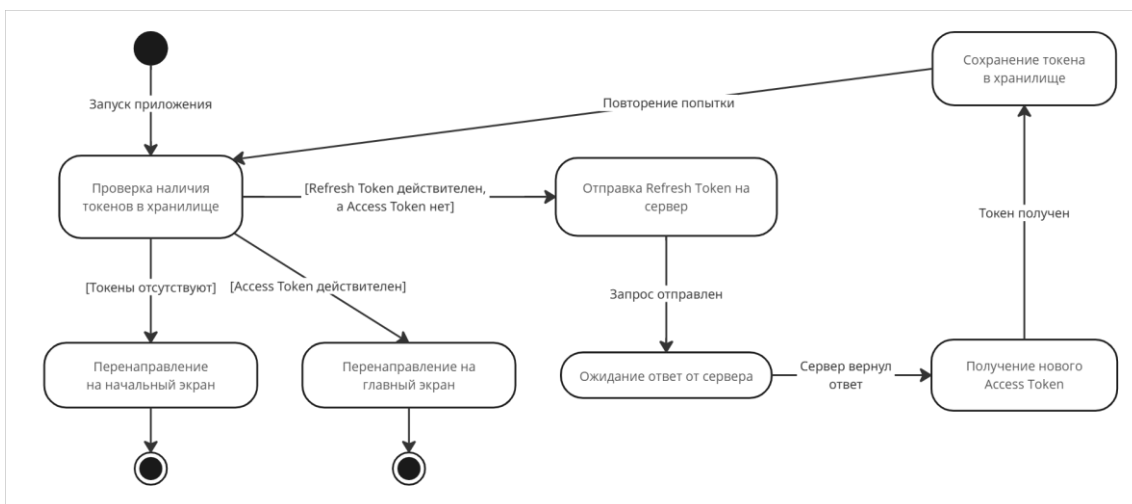 Запуск приложения
Сохранение токена
в хранилище
Повторение попытки
Проверка наличия
токенов в хранилище
[Refresh Token действителен,
а Access Token нет]
Отправка Refresh Token на
сервер
Токен получен
[Токены отсутствуют]
[Access Token действителен]
Запрос отправлен
Перенаправление
на начальный экран
Перенаправление на
главный экран
Ожидание ответ от сервера
Сервер вернул
ответ
Получение нового
Access Token